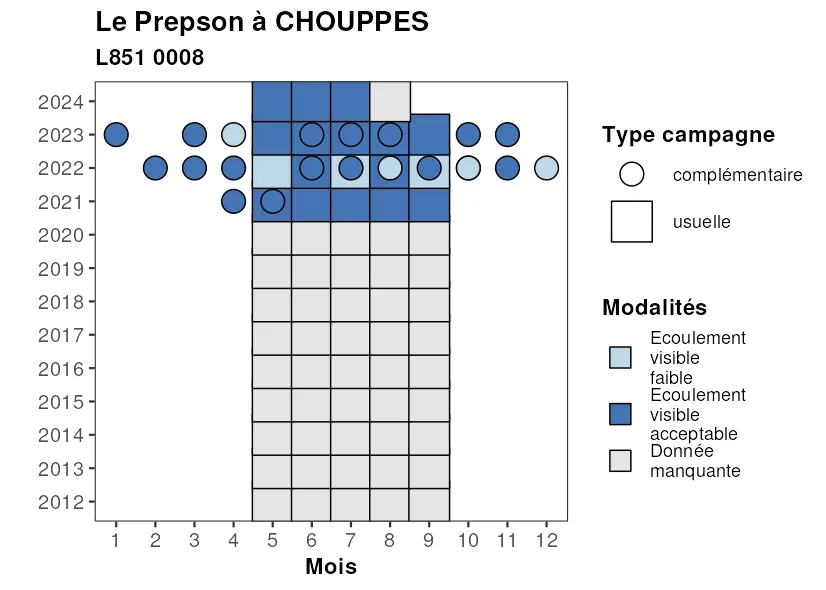 Le Prepson à CHOUPPES
L851 0008
2024
2023
2022
2021
2020
2019
2018
2017
2016
2015
2014
2013
2012
1 2 3 4 5 6 7 8 9 10 11 12
Mois
Type campagne
complémentaire
usuelle
Modalités
Ecoulement
visible
faible
Ecoulement
visible
acceptable
Donnée
manquante